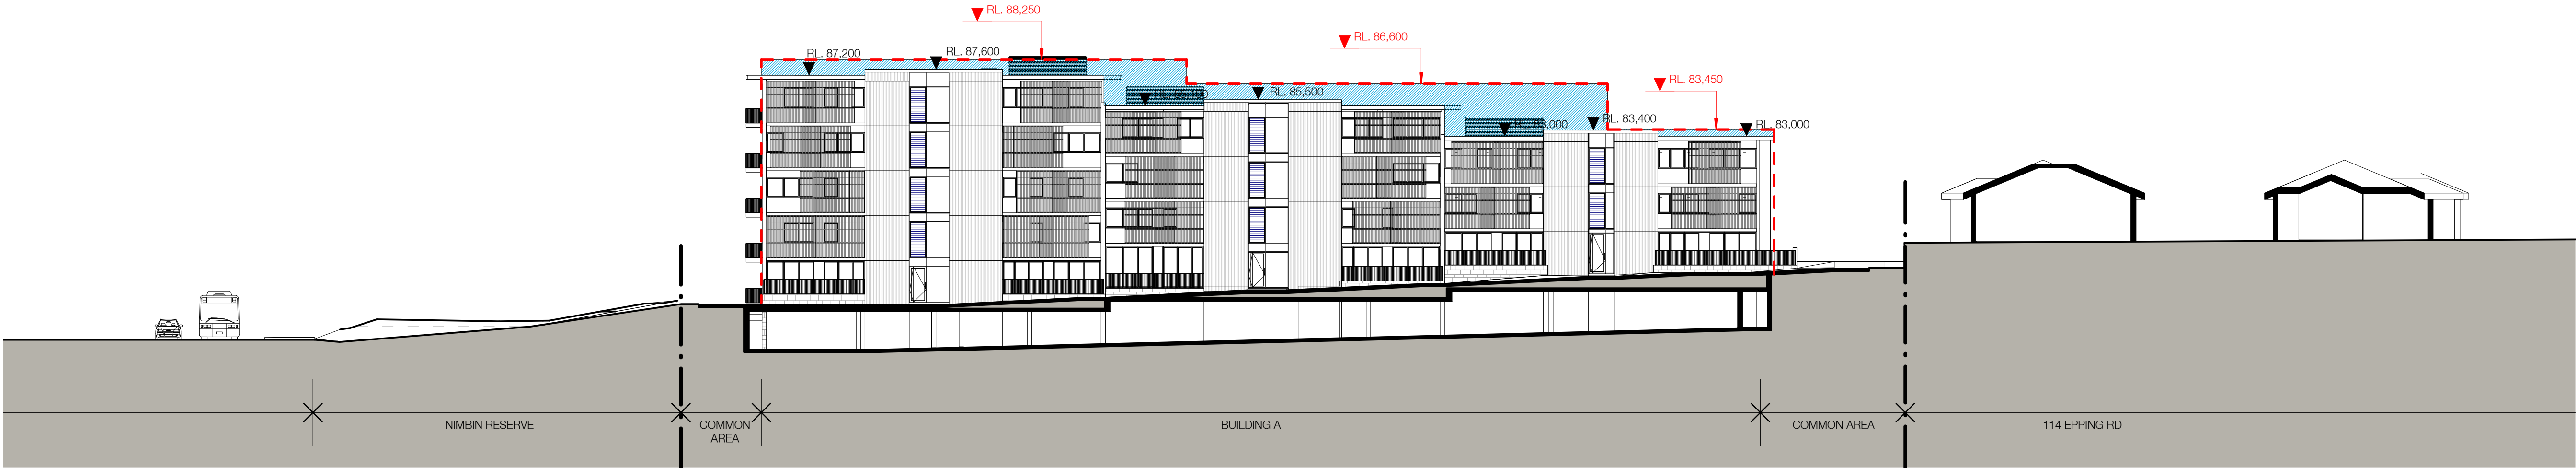 RL. 88,250
RL. 86,600
RL. 87,200
RL. 87,600
RL. 83,450
RL. 85,100
RL. 85,500
RL. 83,000
RL. 83,400
RL. 83,000
NIMBIN RESERVE
COMMON
AREA
BUILDING A
COMMON AREA
114 EPPING RD